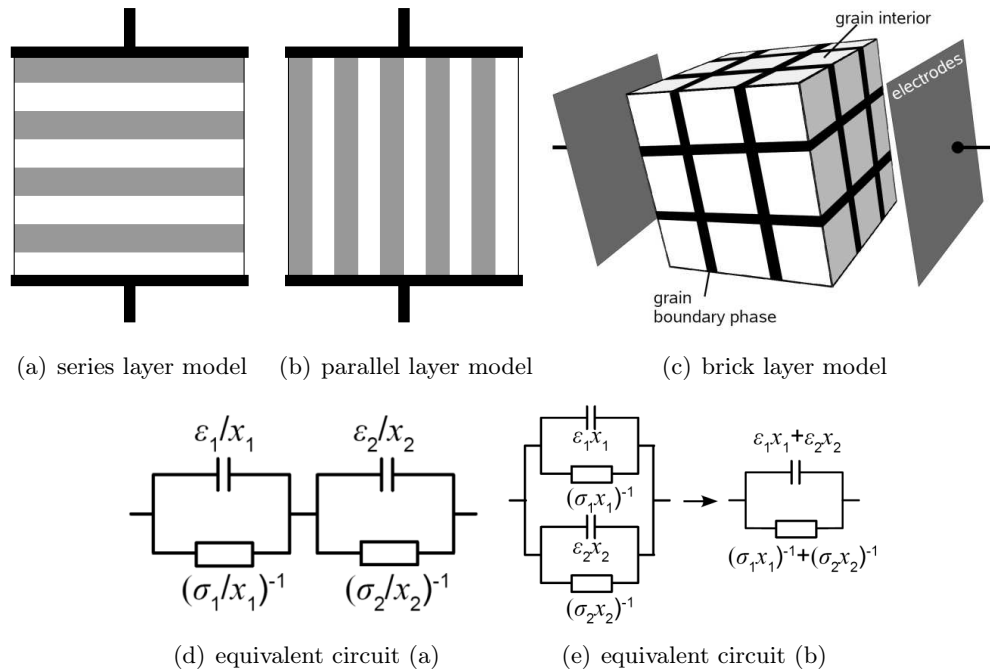 grain interior
electrodes
grain
boundary phase
(a) series layer model
(b) parallel layer model
(c) brick layer model
ε₁/x₁
ε₂/x₂
(σ₁/x₁)⁻¹
(σ₂/x₂)⁻¹
ε₁x₁
(σ₁x₁)⁻¹
ε₂x₂
(σ₂x₂)⁻¹
ε₁x₁+ε₂x₂
(σ₁x₁)⁻¹+(σ₂x₂)⁻¹
(d) equivalent circuit (a)
(e) equivalent circuit (b)